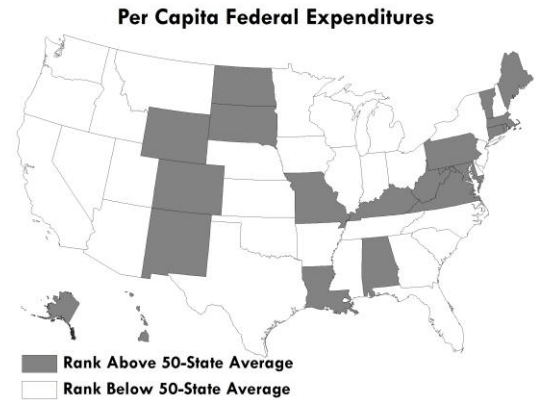 Per Capita Federal Expenditures
Rank Above 50-State Average
Rank Below 50-State Average